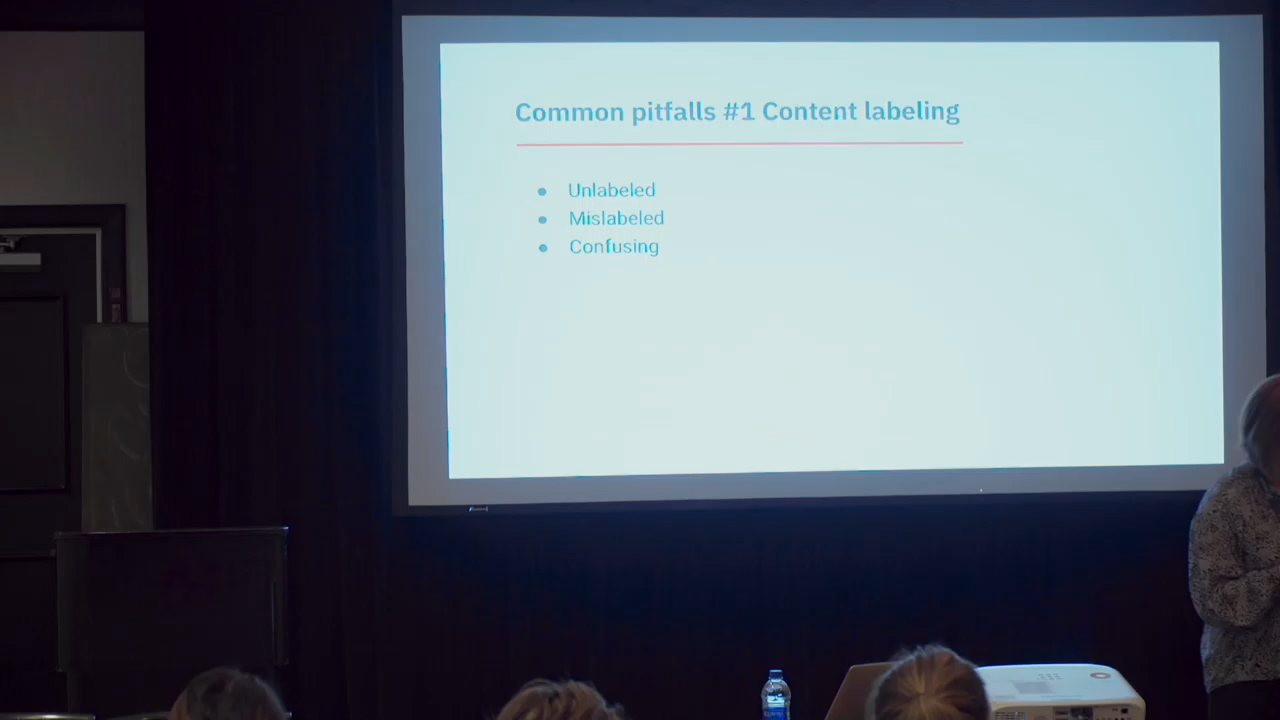 Common pitfalls #1 Content labeling
● Unlabeled
● Mislabeled
● Confusing